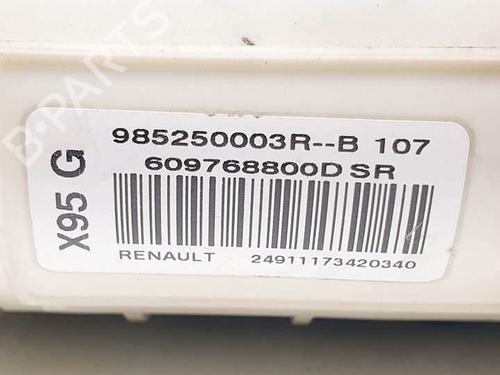 B-PARTS
X95 G
985250003R--B 107
609768800D SR
RENAULT 24911173420340